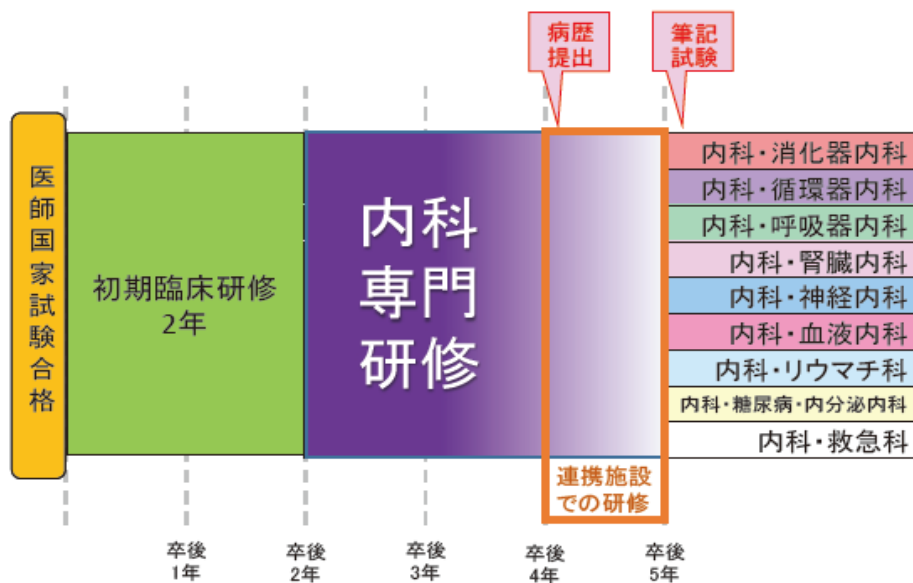 病歴
提出
筆記
試験
医師国家試験合格
初期臨床研修
2年
内科
専門
研修
内科・消化器内科
内科・循環器内科
内科・呼吸器内科
内科・腎臓内科
内科・神経内科
内科・血液内科
内科・リウマチ科
内科・糖尿病・内分泌内科
内科・救急科
連携施設
での研修
卒後
1年
卒後
2年
卒後
3年
卒後
4年
卒後
5年